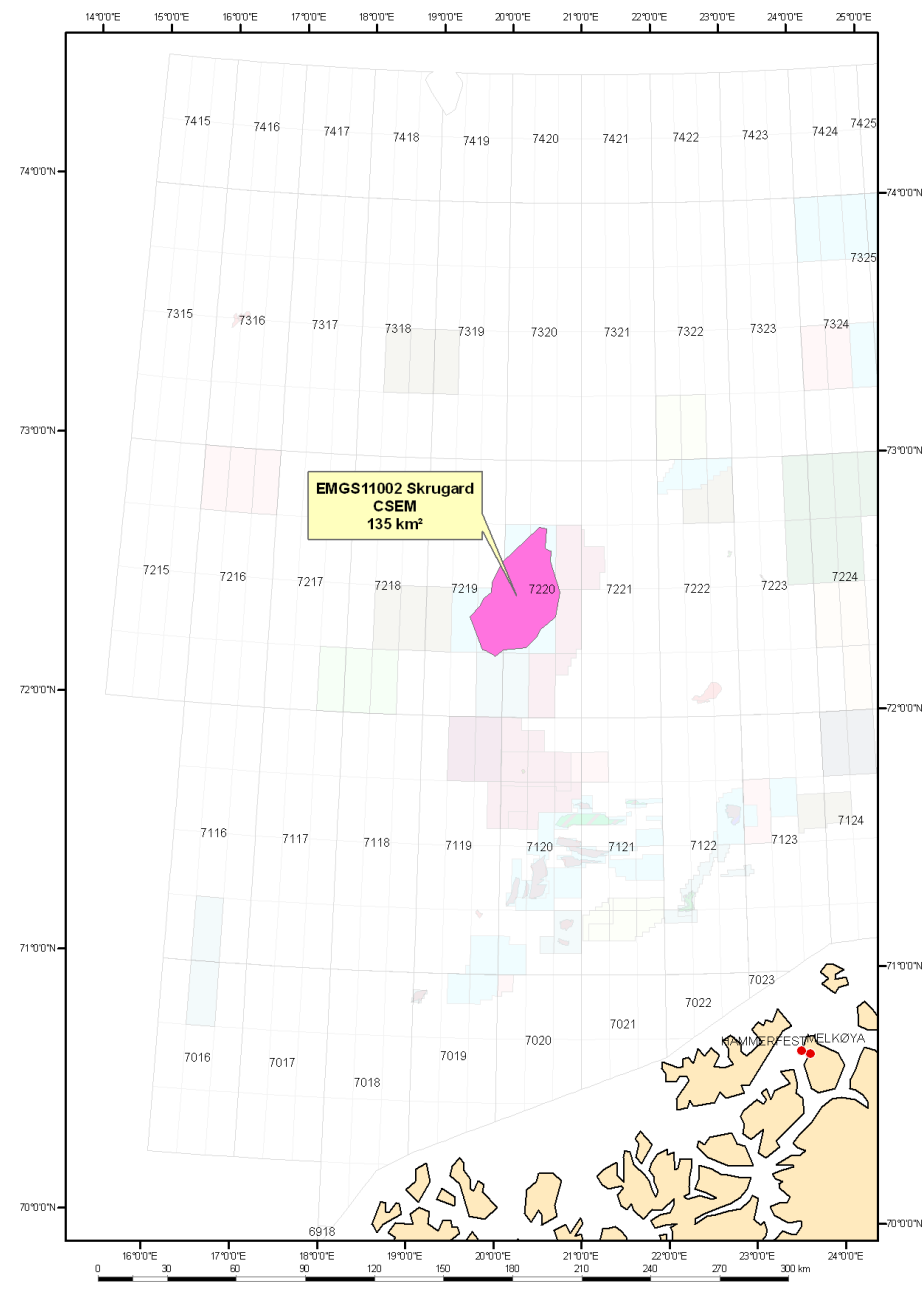 14°0'0"E 15°0'0"E 16°0'0"E 17°0'0"E 18°0'0"E 19°0'0"E 20°0'0"E 21°0'0"E 22°0'0"E 23°0'0"E 24°0'0"E 25°0'0"E
7415 7416 7417 7418 7419 7420 7421 7422 7423 7424 7425
74°0'0"N 74°0'0"N
7325
7315 7316 7317 7318 7319 7320 7321 7322 7323 7324
73°0'0"N 73°0'0"N
EMGS11002 Skrugard
CSEM
135 km²
7215 7216 7217 7218 7219 7220 7221 7222 7223 7224
72°0'0"N 72°0'0"N
7116 7117 7118 7119 7120 7121 7122 7123 7124
71°0'0"N 71°0'0"N
7016 7017 7018 7019 7020 7021 7022 7023
HAMMERFEST MELKØYA
70°0'0"N 70°0'0"N
6918
16°0'0"E 17°0'0"E 18°0'0"E 19°0'0"E 20°0'0"E 21°0'0"E 22°0'0"E 23°0'0"E 24°0'0"E
0 30 60 90 120 150 180 210 240 270 300 km